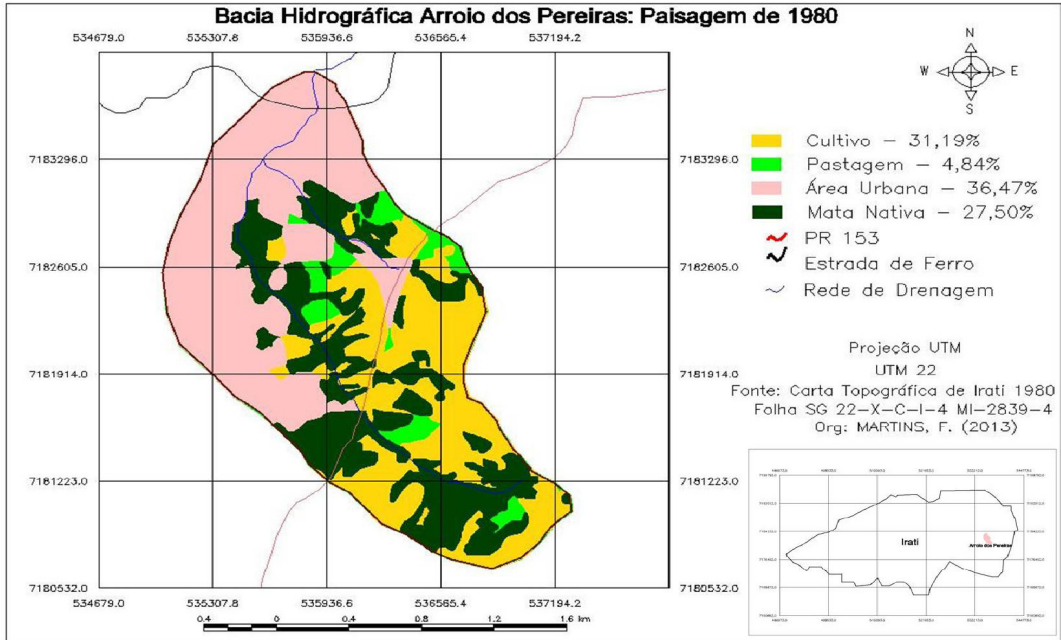 Bacia Hidrográfica Arroio dos Pereiras: Paisagem de 1980
534679.0 535307.8 535936.6 536565.4 537194.2
N
W E
S
7183296.0 7183296.0
7182605.0 7182605.0
7181914.0 7181914.0
7181223.0 7181223.0
7180532.0 7180532.0
534679.0 535307.8 535936.6 536565.4 537194.2
0.4 0 0.4 0.8 1.2 1.6 km
Cultivo – 31,19%
Pastagem – 4,84%
Área Urbana – 36,47%
Mata Nativa – 27,50%
PR 153
Estrada de Ferro
Rede de Drenagem
Projeção UTM
UTM 22
Fonte: Carta Topográfica de Irati 1980
Folha SG 22-X-C-I-4 MI-2839-4
Org: MARTINS, F. (2013)
Irati
Arroio dos Pereiras